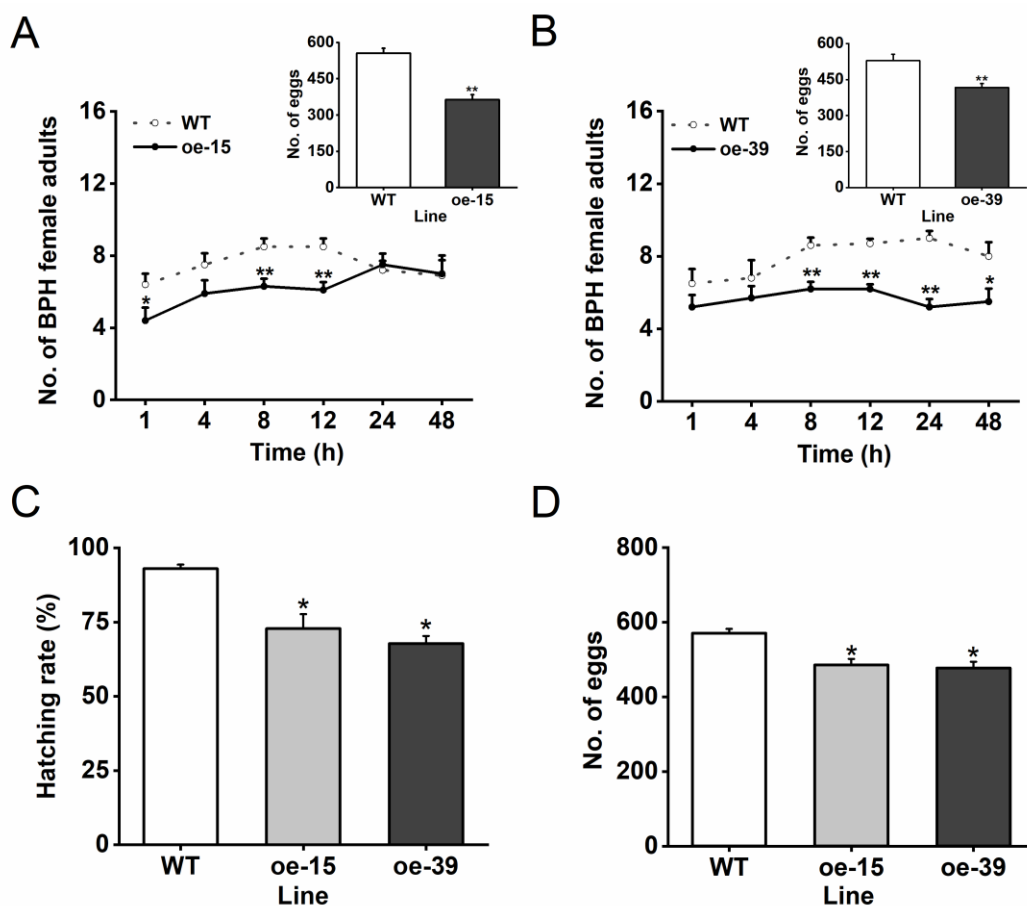 A
No. of eggs
600
450
300
150
0
**
WT oe-15
Line
No. of BPH female adults
16
12
8
4
0
WT
oe-15
*
**
**
1 4 8 12 24 48
Time (h)
B
No. of eggs
600
450
300
150
0
**
WT oe-39
Line
No. of BPH female adults
16
12
8
4
0
WT
oe-39
**
**
**
*
1 4 8 12 24 48
Time (h)
C
Hatching rate (%)
100
75
50
25
0
*
*
WT oe-15 oe-39
Line
D
No. of eggs
800
600
400
200
0
*
*
WT oe-15 oe-39
Line